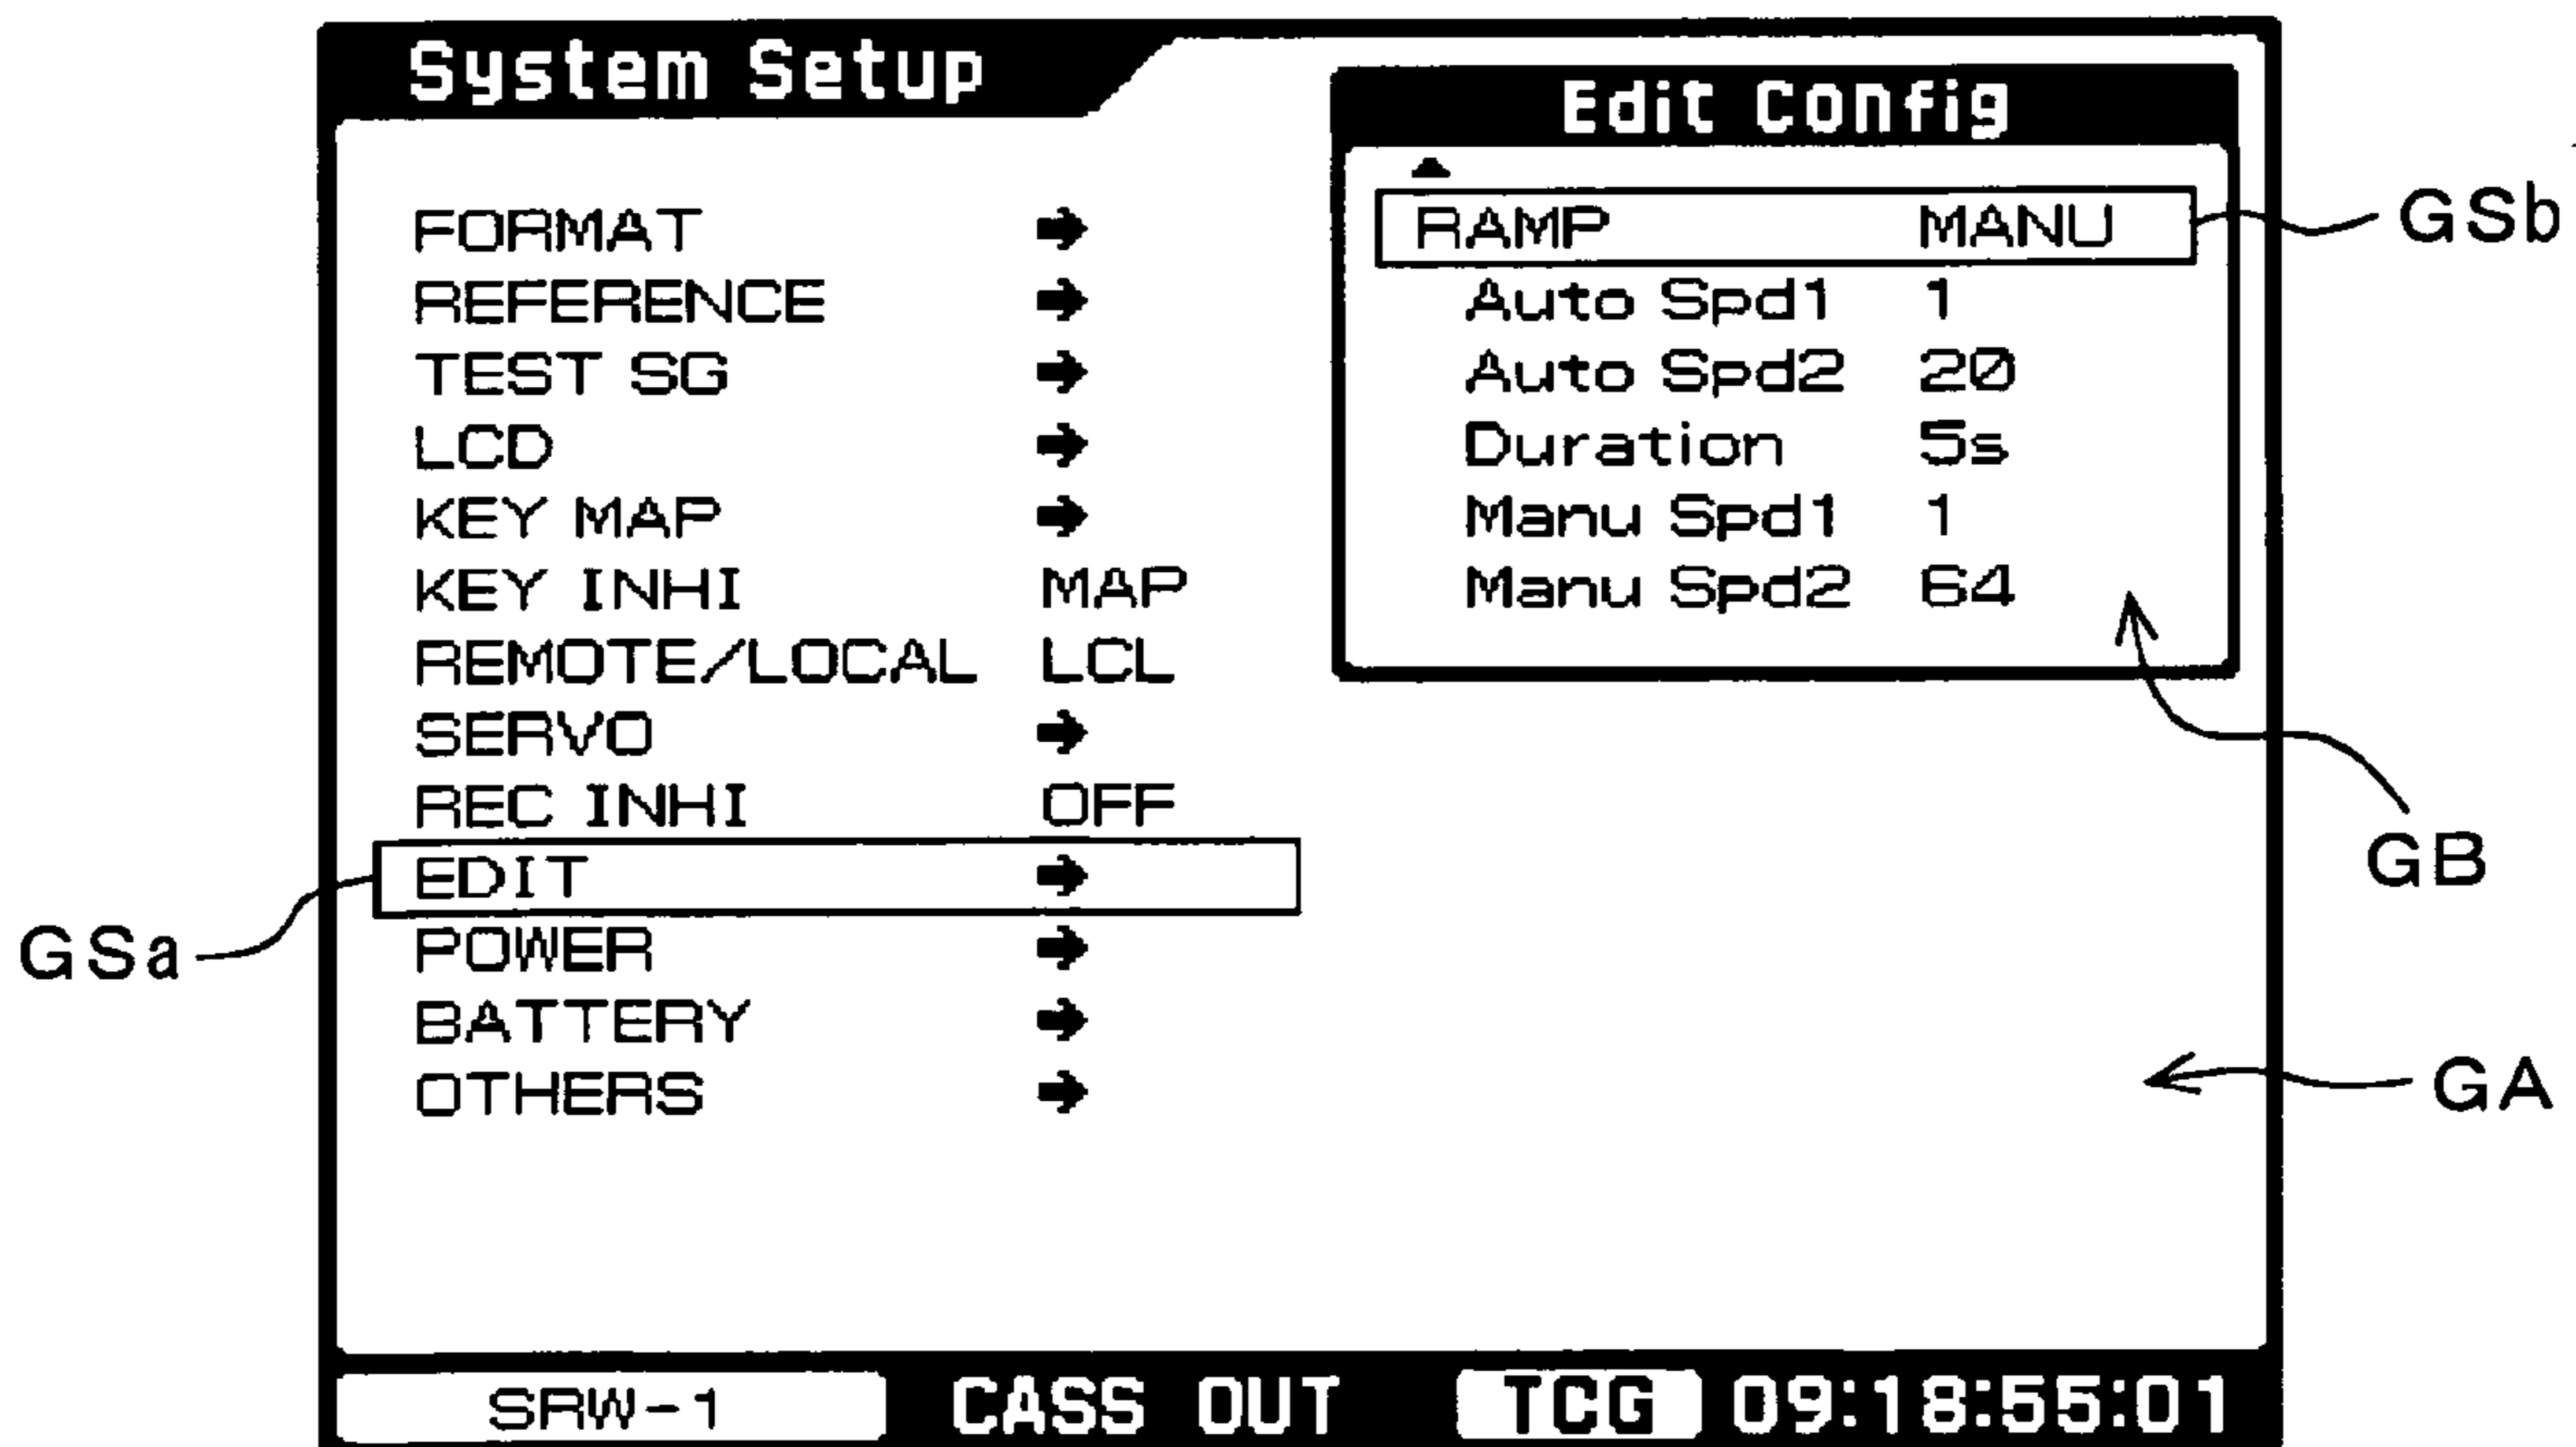 System Setup
FORMAT ➔
REFERENCE ➔
TEST SG ➔
LCD ➔
KEY MAP ➔
KEY INHI MAP
REMOTE/LOCAL LCL
SERVO ➔
REC INHI OFF
EDIT ➔
POWER ➔
BATTERY ➔
OTHERS ➔
Edit Config
RAMP MANU
Auto Spd1 1
Auto Spd2 20
Duration 5s
Manu Spd1 1
Manu Spd2 64
GSb
GB
GSa
GA
SRW-1 CASS OUT TCG 09:18:55:01